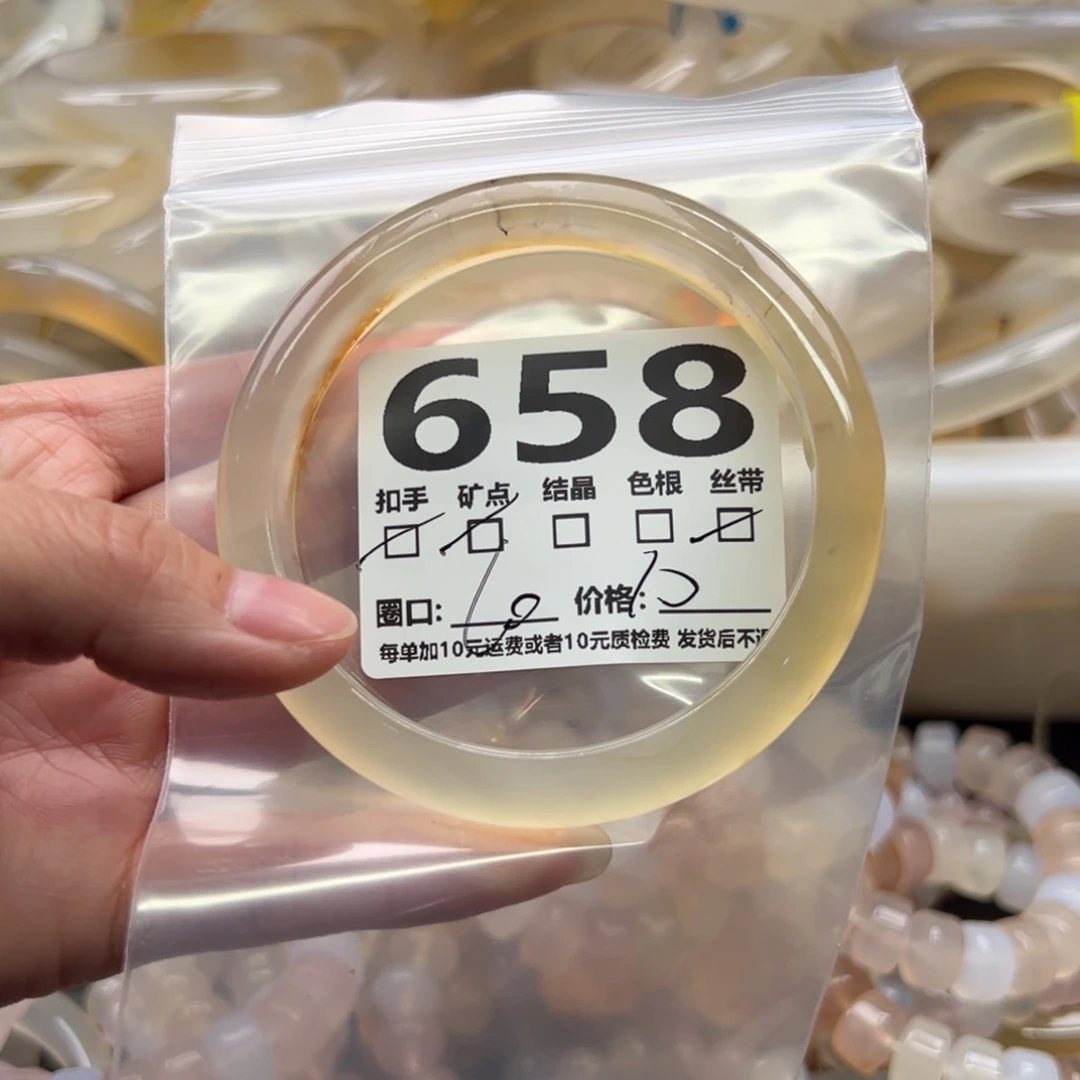 658
扣手 矿点 结晶 色根 丝带
圈口: 价格:
每单加10元运费或者10元质检费 发货后不退